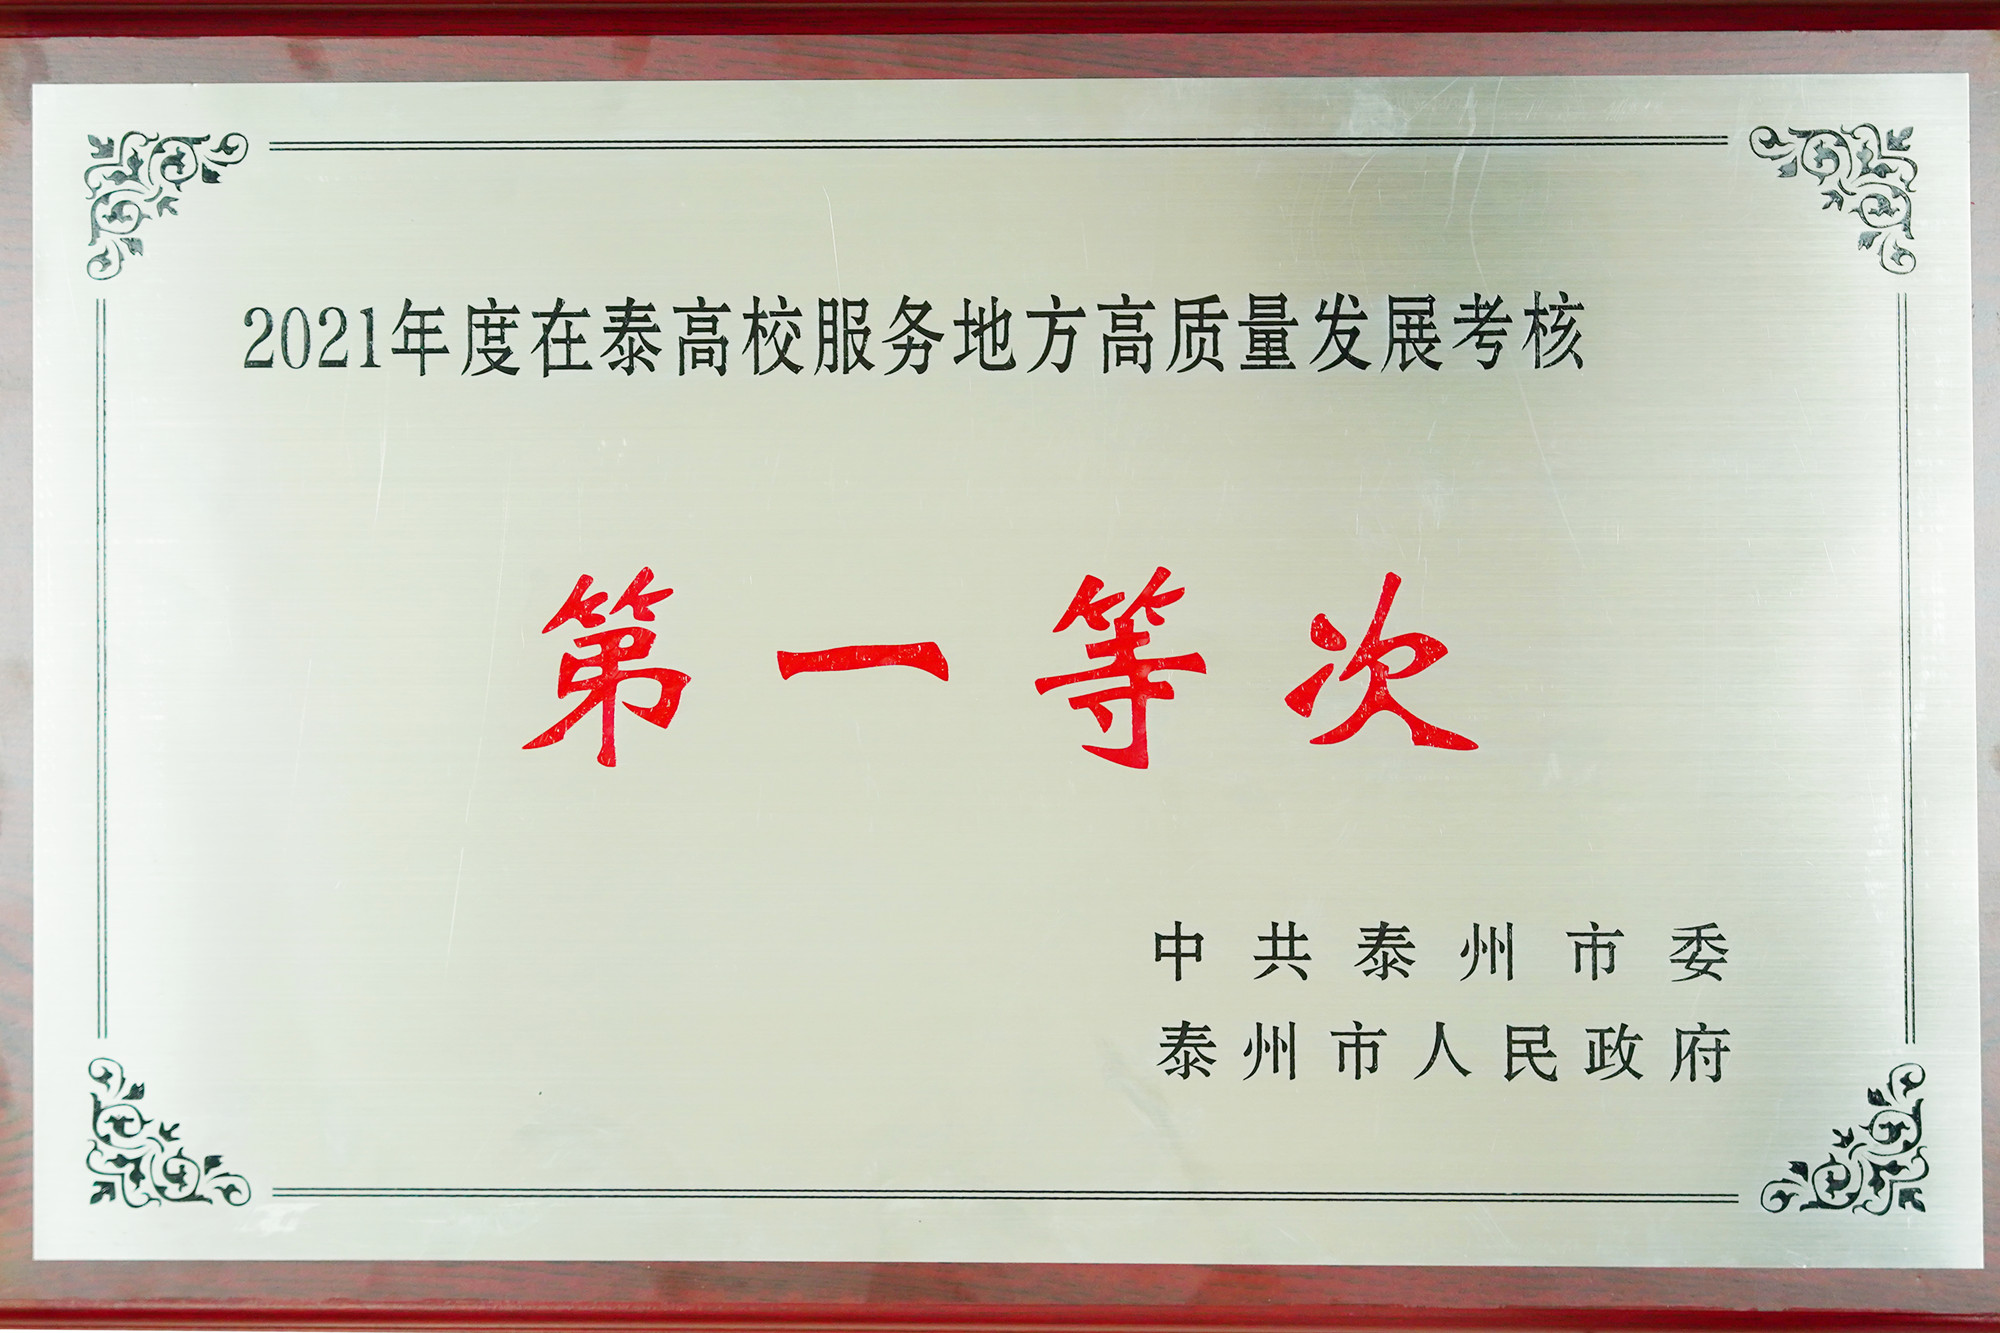 2021年度在泰高校服务地方高质量发展考核
第一等次
中共泰州市委
泰州市人民政府